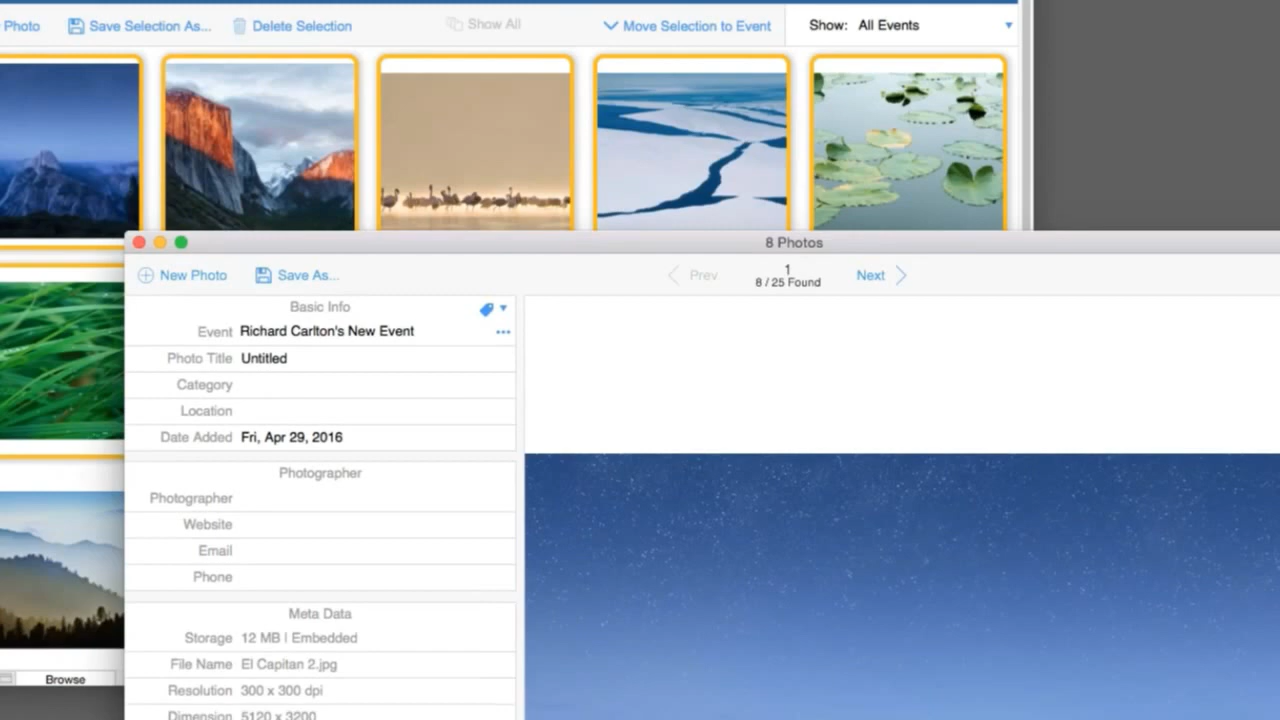 Photo Save Selection As... Delete Selection Show All Move Selection to Event Show: All Events
8 Photos
New Photo Save As... Prev 1 Next
8 / 25 Found
Basic Info
Event Richard Carlton's New Event
Photo Title Untitled
Category
Location
Date Added Fri, Apr 29, 2016
Photographer
Photographer
Website
Email
Phone
Meta Data
Storage 12 MB | Embedded
File Name El Capitan 2.jpg
Resolution 300 x 300 dpi
Dimension 5120 x 3200
Browse